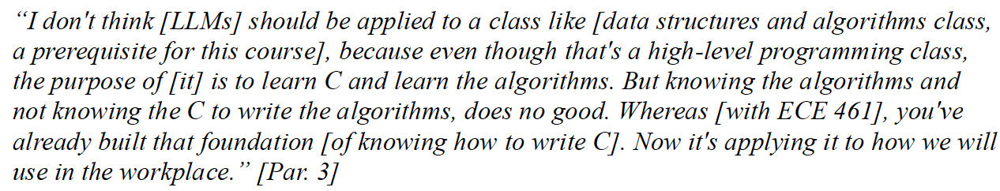 “I don't think [LLMs] should be applied to a class like [data structures and algorithms class,
a prerequisite for this course], because even though that's a high-level programming class,
the purpose of [it] is to learn C and learn the algorithms. But knowing the algorithms and
not knowing the C to write the algorithms, does no good. Whereas [with ECE 461], you've
already built that foundation [of knowing how to write C]. Now it's applying it to how we will
use in the workplace.” [Par. 3]